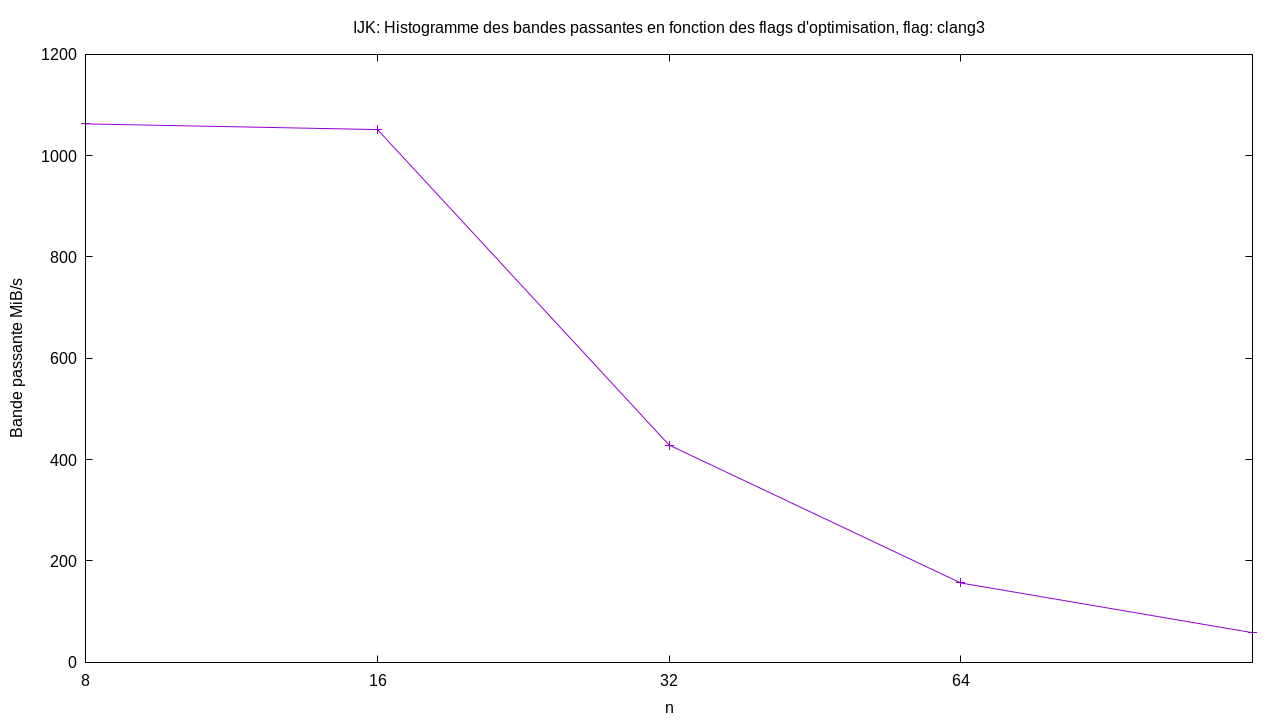 IJK: Histogramme des bandes passantes en fonction des flags d'optimisation, flag: clang3
1200
1000
800
600
400
200
0
Bande passante MiB/s
8 16 32 64
n